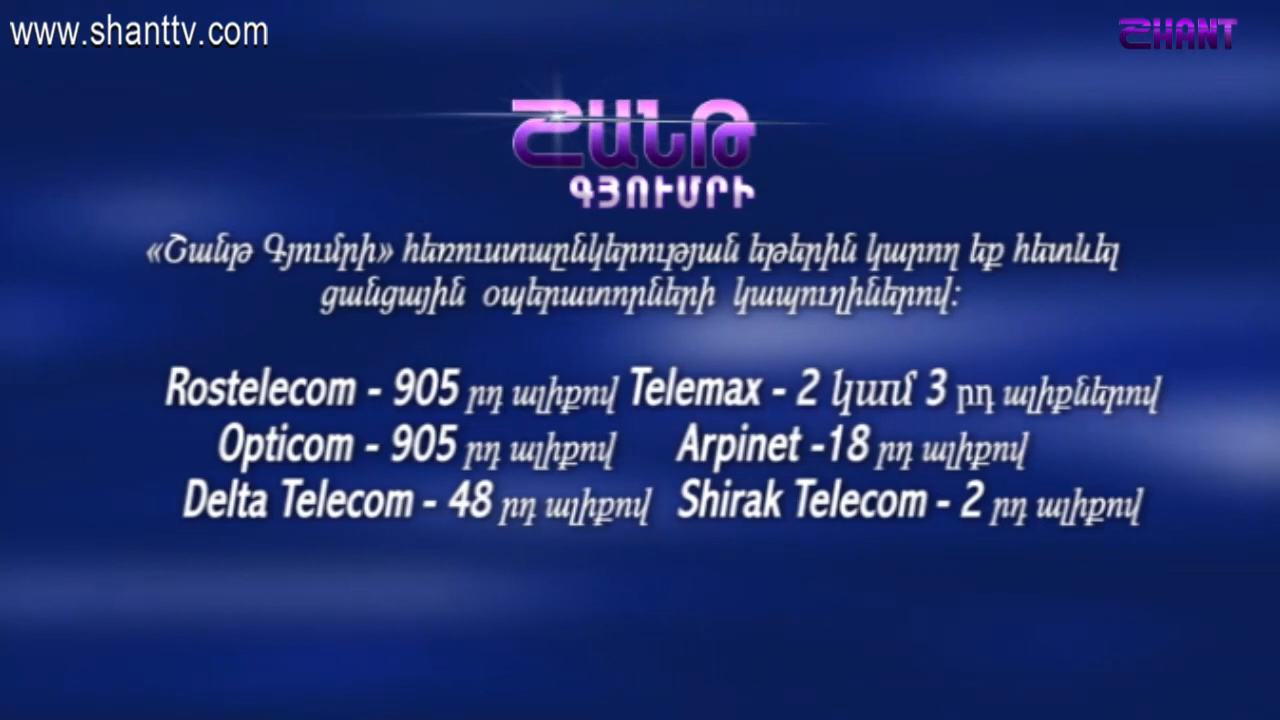 www.shanttv.com
SHANT
ՇԱՆԹ
ԳՅՈՒՄՐԻ
«Շանթ Գյումրի» հեռուստաընկերության եթերին կարող եք հետևել
ցանցային օպերատորների կապուղիներով:
Rostelecom - 905 րդ ալիքով Telemax - 2 կամ 3 րդ ալիքներով
Opticom - 905 րդ ալիքով Arpinet -18 րդ ալիքով
Delta Telecom - 48 րդ ալիքով Shirak Telecom - 2 րդ ալիքով